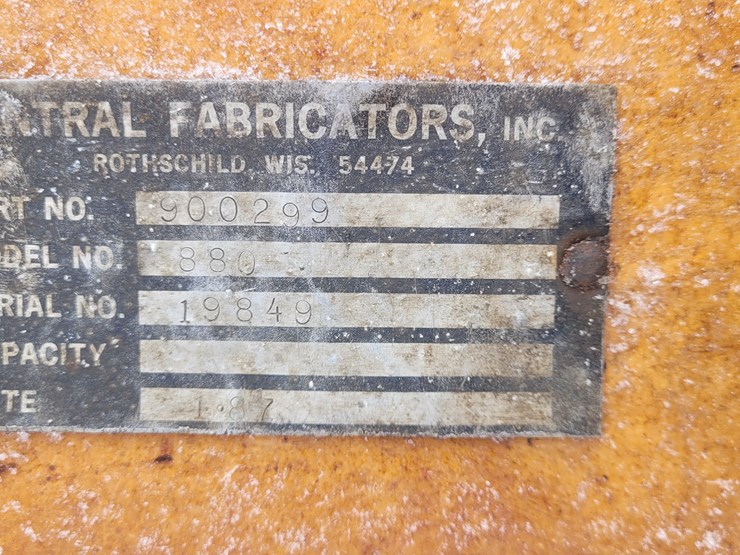 NTRAL FABRICATORS, INC.
ROTHSCHILD, WIS. 54474
RT NO. 900299
DEL NO. 880
RIAL NO. 19849
PACITY
TE 1·87